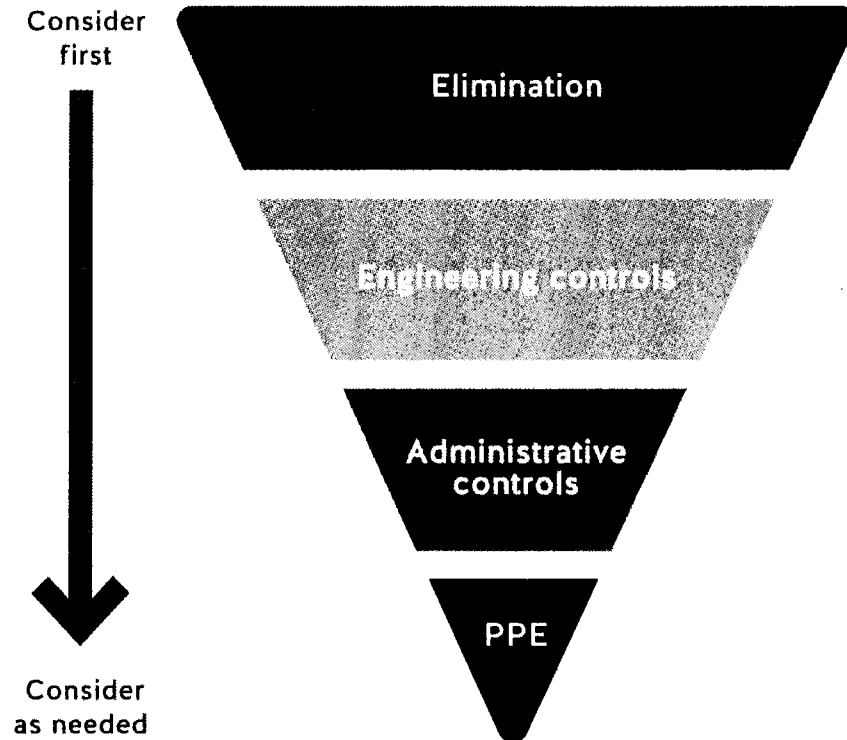 Consider
first
Elimination
Engineering controls
Administrative
controls
PPE
Consider
as needed